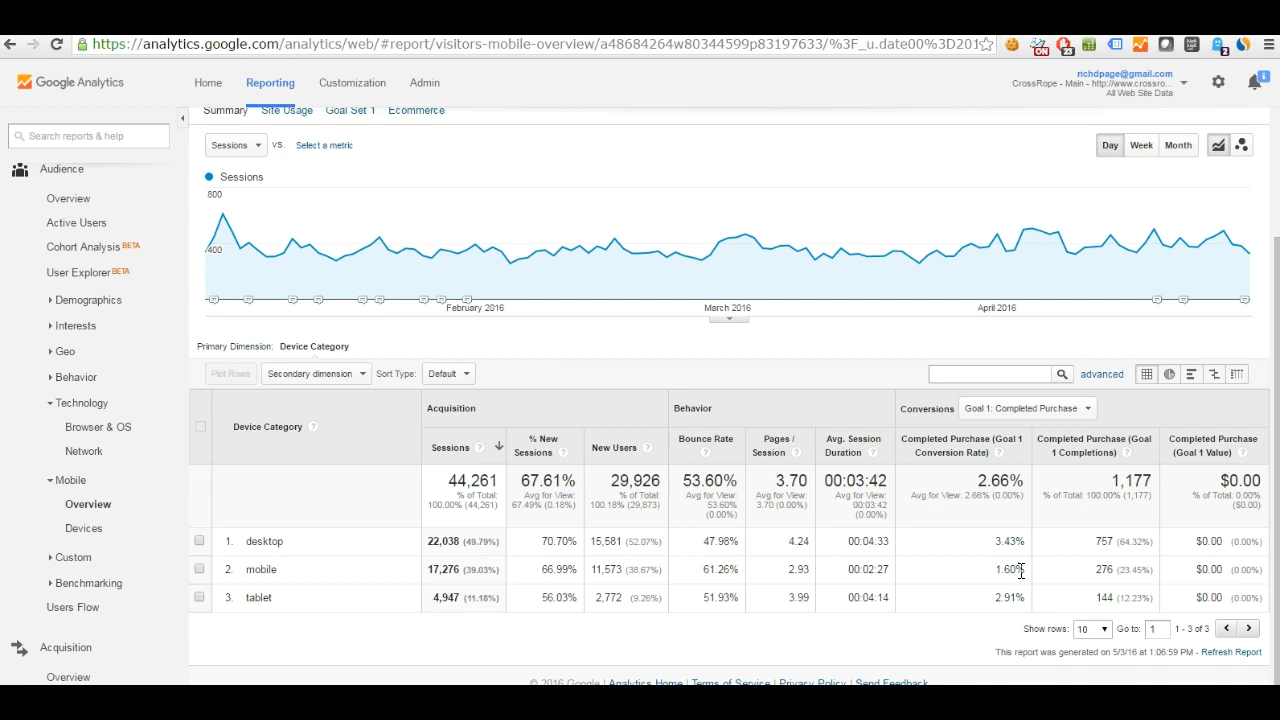 https://analytics.google.com/analytics/web/#report/visitors-mobile-overview/a48684264w80344599p83197633/%3F_u.date00%3D201
ON 23 2
Google Analytics Home Reporting Customization Admin
richdpage@gmail.com
CrossRope - Main - http://www.crossro...
All Web Site Data
Summary Site Usage Goal Set 1 Ecommerce
Search reports & help
Audience
Overview
Active Users
Cohort Analysis BETA
User Explorer BETA
Demographics
Interests
Geo
Behavior
Technology
Browser & OS
Network
Mobile
Overview
Devices
Custom
Benchmarking
Users Flow
Acquisition
Overview
Sessions VS. Select a metric
Day Week Month
Sessions
800
400
February 2016 March 2016 April 2016
Primary Dimension: Device Category
Plot Rows Secondary dimension Sort Type: Default advanced
Device Category
Acquisition Behavior Conversions Goal 1: Completed Purchase
Sessions % New Sessions New Users Bounce Rate Pages / Session Avg. Session Duration Completed Purchase (Goal 1 Conversion Rate) Completed Purchase (Goal 1 Completions) Completed Purchase (Goal 1 Value)
44,261 67.61% 29,926 53.60% 3.70 00:03:42 2.66% 1,177 $0.00
% of Total: 100.00% (44,261) Avg for View: 67.49% (0.18%) % of Total: 100.18% (29,873) Avg for View: 53.60% (0.00%) Avg for View: 3.70 (0.00%) Avg for View: 00:03:42 (0.00%) Avg for View: 2.66% (0.00%) % of Total: 100.00% (1,177) % of Total: 0.00% ($0.00)
1. desktop 22,038 (49.79%) 70.70% 15,581 (52.07%) 47.98% 4.24 00:04:33 3.43% 757 (64.32%) $0.00 (0.00%)
2. mobile 17,276 (39.03%) 66.99% 11,573 (38.67%) 61.26% 2.93 00:02:27 1.60% 276 (23.45%) $0.00 (0.00%)
3. tablet 4,947 (11.18%) 56.03% 2,772 (9.26%) 51.93% 3.99 00:04:14 2.91% 144 (12.23%) $0.00 (0.00%)
Show rows: 10 Go to: 1 1 - 3 of 3
This report was generated on 5/3/16 at 1:06:59 PM - Refresh Report
© 2016 Google | Analytics Home | Terms of Service | Privacy Policy | Send Feedback